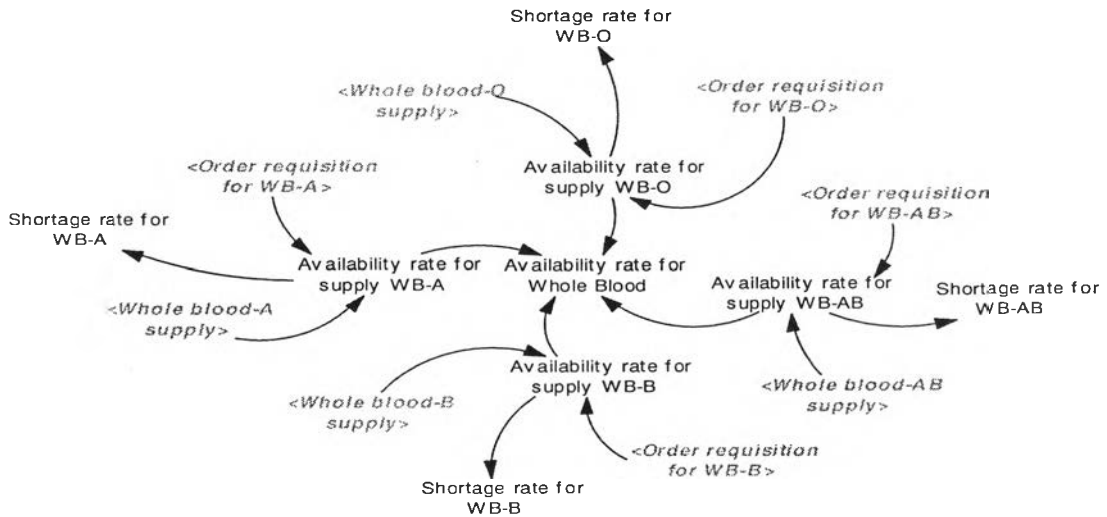 Shortage rate for
WB-O
<Whole blood-O
supply>
<Order requisition
for WB-O>
Availability rate for
supply WB-O
<Order requisition
for WB-A>
<Order requisition
for WB-AB>
Shortage rate for
WB-A
Availability rate for
supply WB-A
Availability rate for
Whole Blood
Availability rate for
supply WB-AB
Shortage rate for
WB-AB
<Whole blood-A
supply>
Availability rate for
supply WB-B
<Whole blood-B
supply>
<Whole blood-AB
supply>
<Order requisition
for WB-B>
Shortage rate for
WB-B